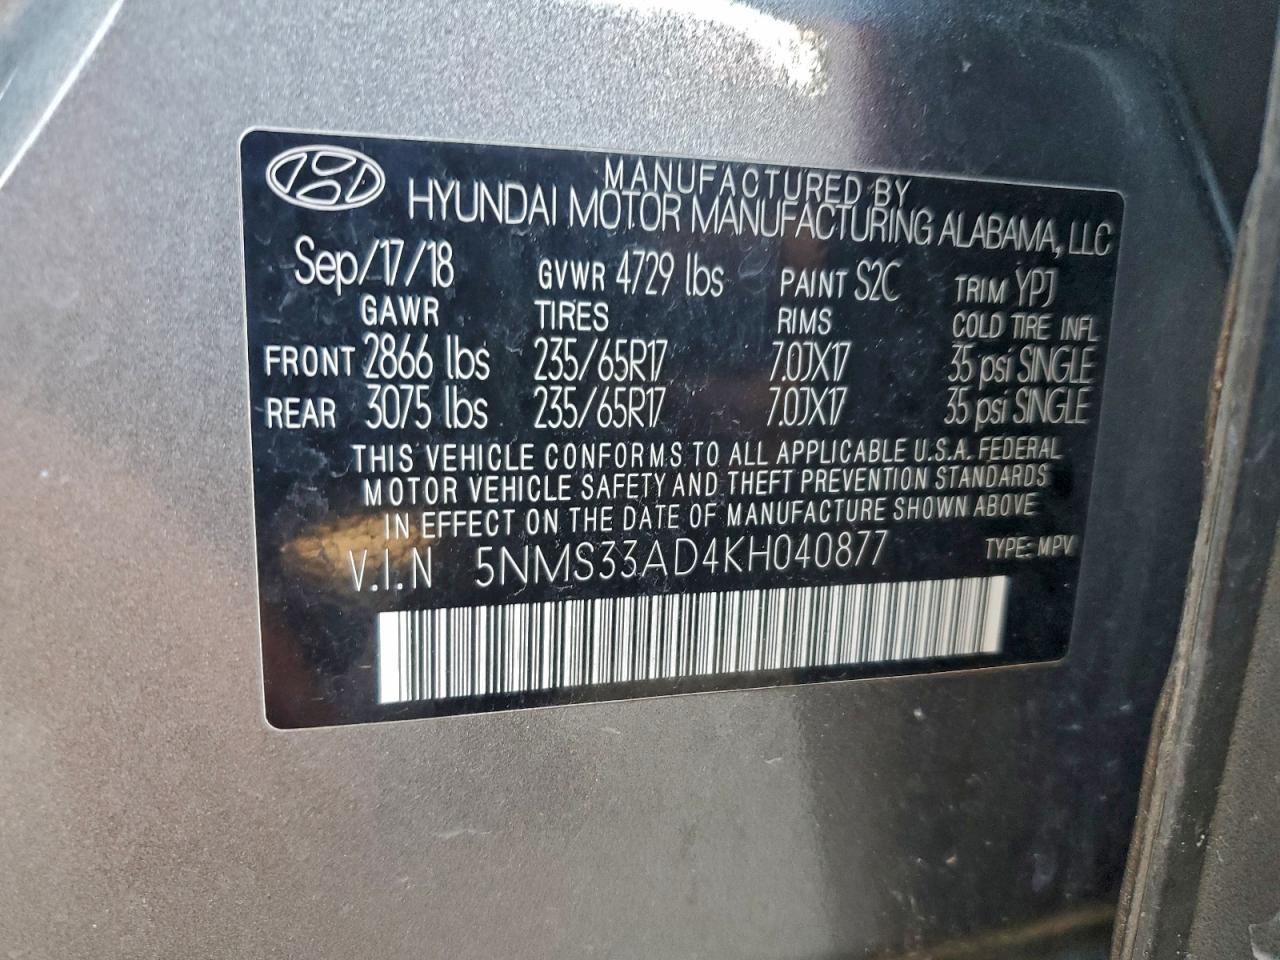 MANUFACTURED BY
HYUNDAI MOTOR MANUFACTURING ALABAMA, LLC
Sep/17/18 GVWR 4729 lbs PAINT S2C TRIM YPJ
GAWR TIRES RIMS COLD TIRE INFL
FRONT 2866 lbs 235/65R17 7.0JX17 35 psi SINGLE
REAR 3075 lbs 235/65R17 7.0JX17 35 psi SINGLE
THIS VEHICLE CONFORMS TO ALL APPLICABLE U.S.A. FEDERAL
MOTOR VEHICLE SAFETY AND THEFT PREVENTION STANDARDS
IN EFFECT ON THE DATE OF MANUFACTURE SHOWN ABOVE
V.I.N 5NMS33AD4KH040877 TYPE: MPV